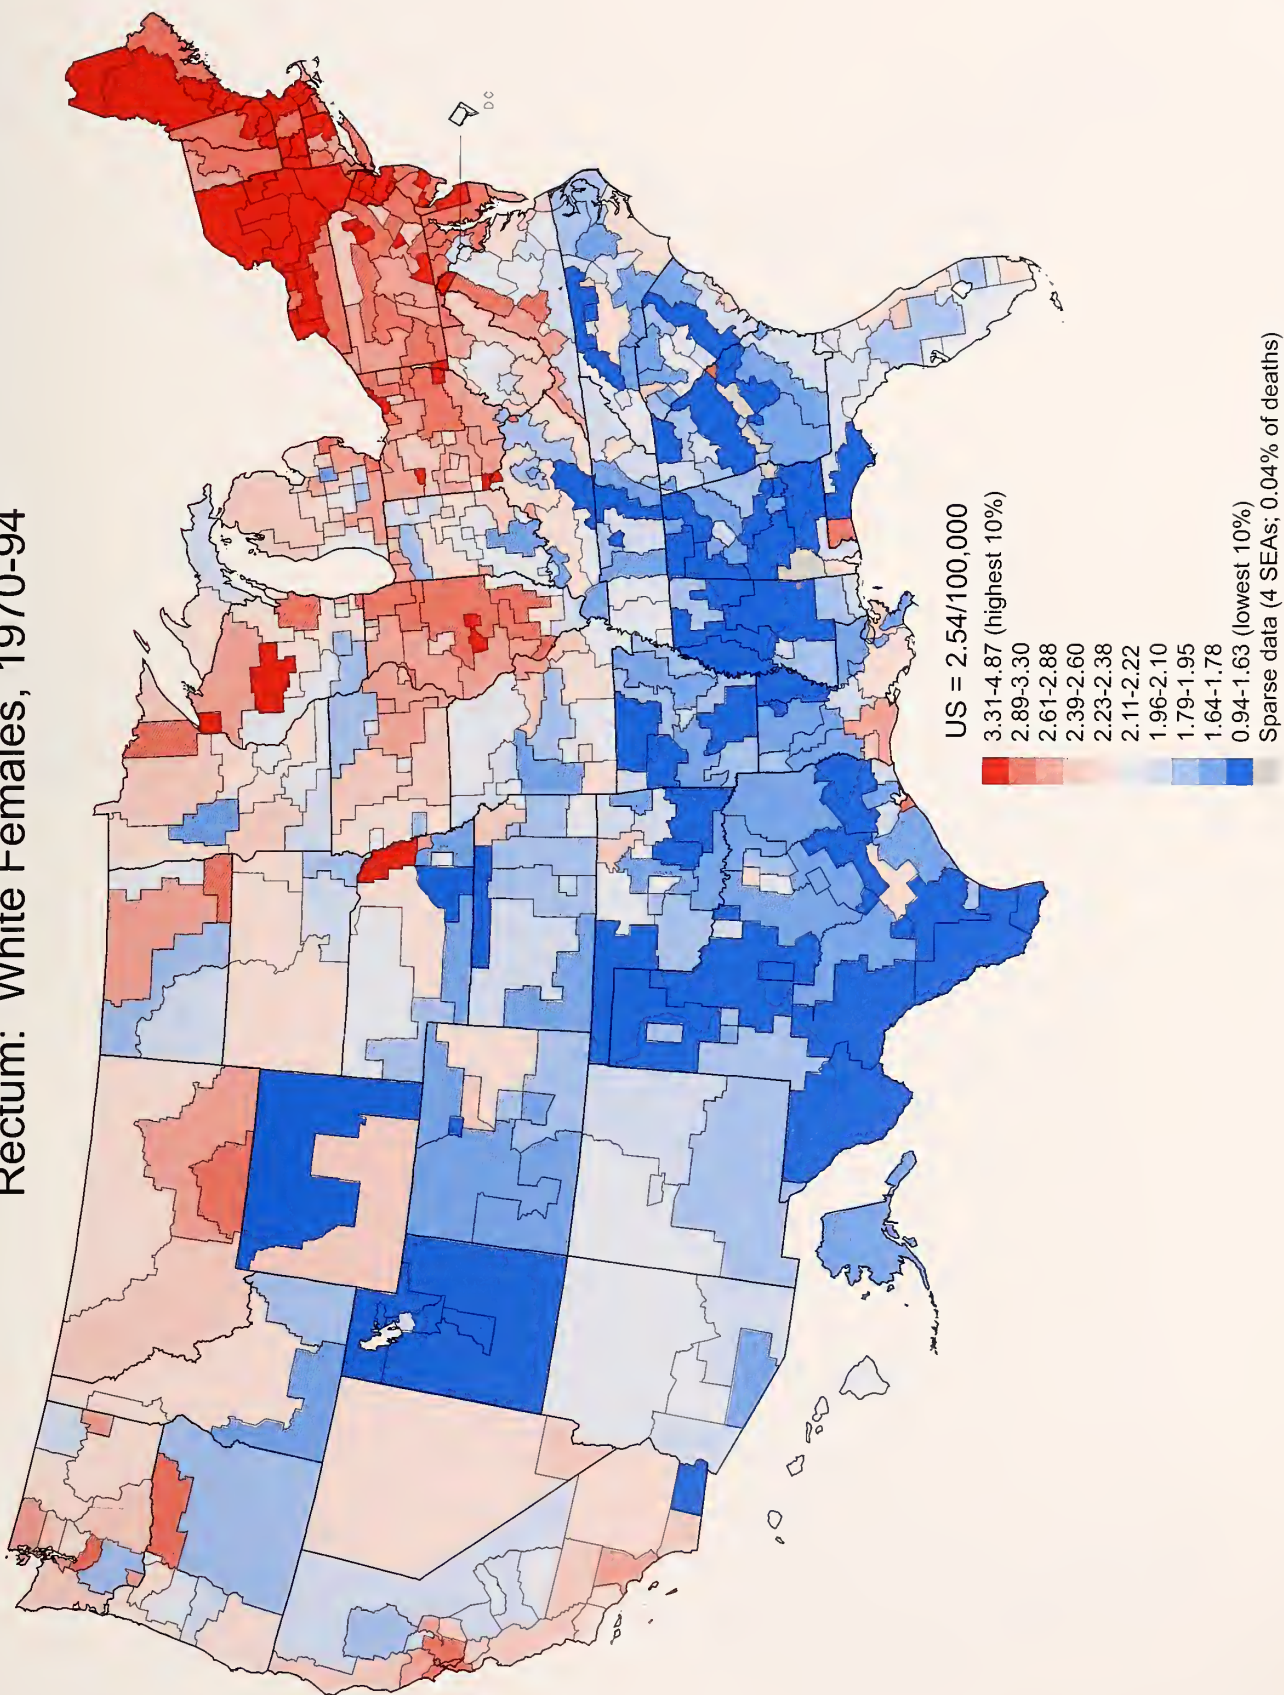 Rectum: White Females, 1970-94
DC
US = 2.54/100,000
3.31-4.87 (highest 10%)
2.89-3.30
2.61-2.88
2.39-2.60
2.23-2.38
2.11-2.22
1.96-2.10
1.79-1.95
1.64-1.78
0.94-1.63 (lowest 10%)
Sparse data (4 SEAs; 0.04% of deaths)